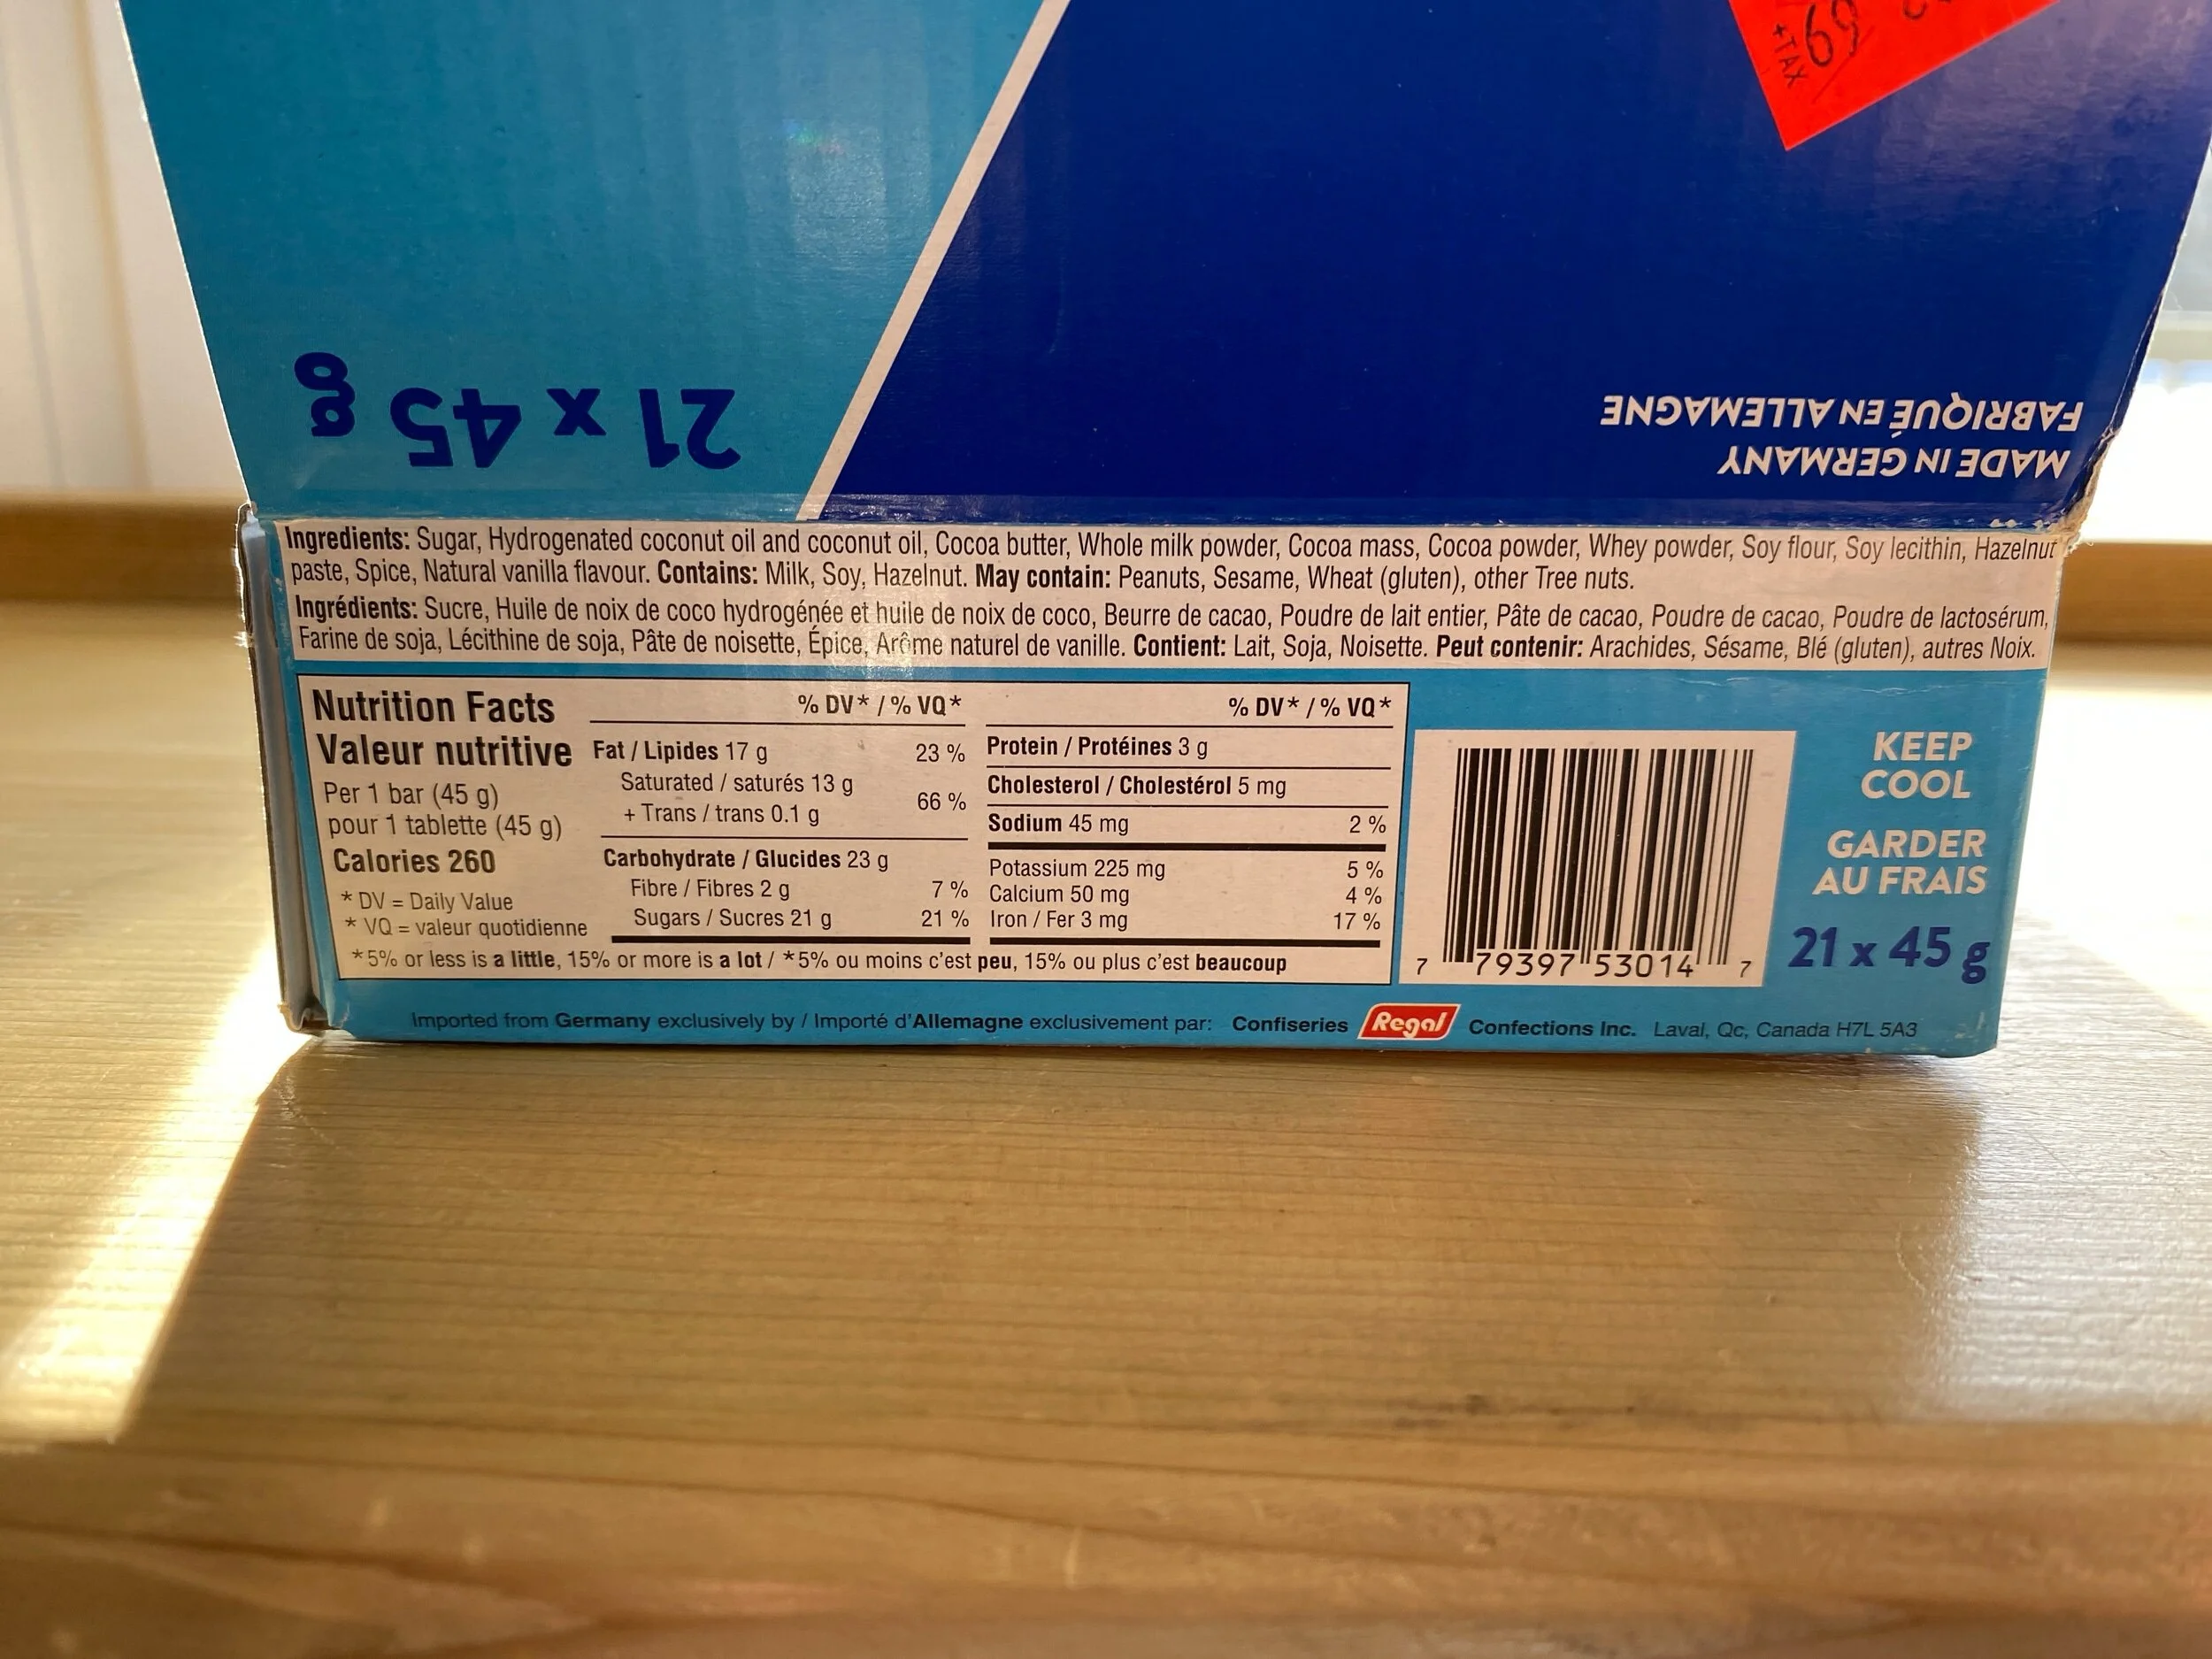 69
+TAX
21 x 45 g
MADE IN GERMANY
FABRIQUÉ EN ALLEMAGNE
Ingredients: Sugar, Hydrogenated coconut oil and coconut oil, Cocoa butter, Whole milk powder, Cocoa mass, Cocoa powder, Whey powder, Soy flour, Soy lecithin, Hazelnut
paste, Spice, Natural vanilla flavour. Contains: Milk, Soy, Hazelnut. May contain: Peanuts, Sesame, Wheat (gluten), other Tree nuts.
Ingrédients: Sucre, Huile de noix de coco hydrogénée et huile de noix de coco, Beurre de cacao, Poudre de lait entier, Pâte de cacao, Poudre de cacao, Poudre de lactosérum,
Farine de soja, Lécithine de soja, Pâte de noisette, Épice, Arôme naturel de vanille. Contient: Lait, Soja, Noisette. Peut contenir: Arachides, Sésame, Blé (gluten), autres Noix.
Nutrition Facts
Valeur nutritive
Per 1 bar (45 g)
pour 1 tablette (45 g)
Calories 260
* DV = Daily Value
* VQ = valeur quotidienne
% DV* / % VQ*
Fat / Lipides 17 g 23 %
Saturated / saturés 13 g
+ Trans / trans 0.1 g 66 %
Carbohydrate / Glucides 23 g
Fibre / Fibres 2 g 7 %
Sugars / Sucres 21 g 21 %
% DV* / % VQ*
Protein / Protéines 3 g
Cholesterol / Cholestérol 5 mg
Sodium 45 mg 2 %
Potassium 225 mg 5 %
Calcium 50 mg 4 %
Iron / Fer 3 mg 17 %
*5% or less is a little, 15% or more is a lot / *5% ou moins c'est peu, 15% ou plus c'est beaucoup
7 79397 53014 7
KEEP
COOL
GARDER
AU FRAIS
21 x 45 g
Imported from Germany exclusively by / Importé d'Allemagne exclusivement par: Confiseries Regal Confections Inc. Laval, Qc, Canada H7L 5A3